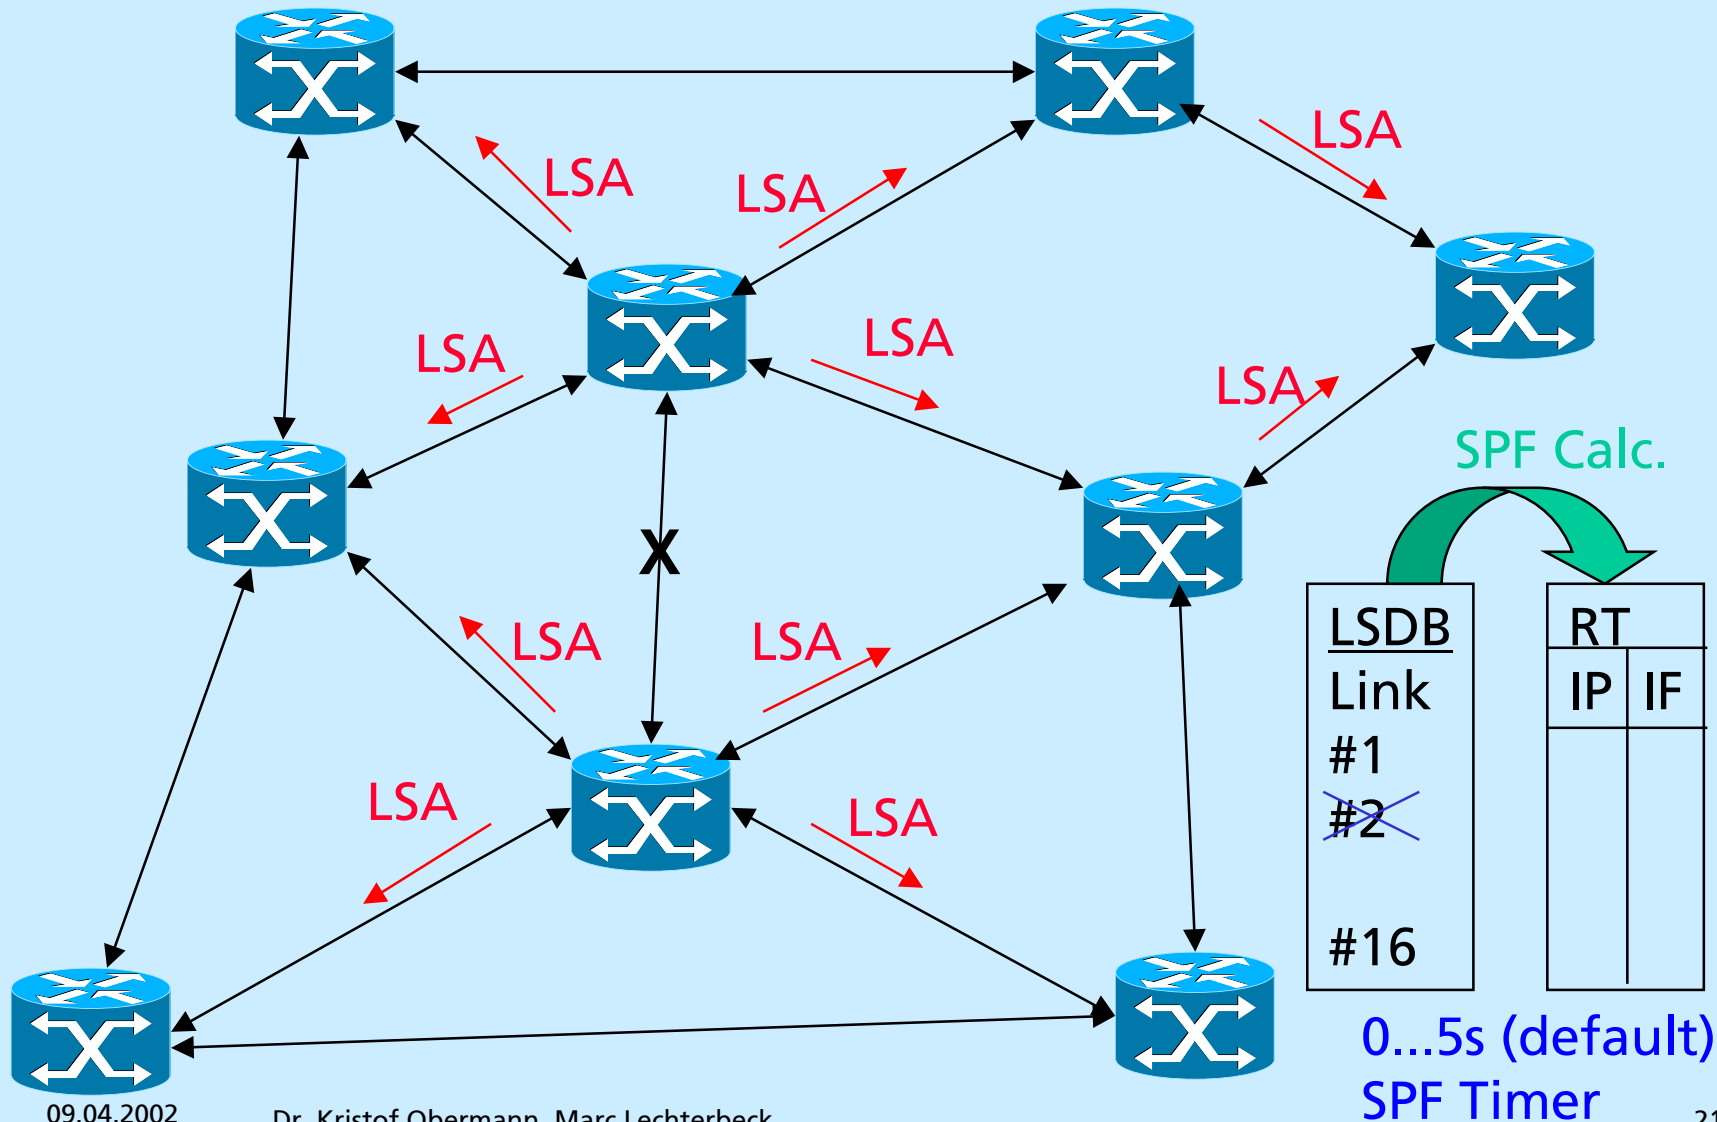 LSA
LSA
LSA
LSA
LSA
LSA
SPF Calc.
LSA
LSA
X
LSDB
Link
#1
#2
#16
RT
IP IF
LSA
LSA
0...5s (default)
SPF Timer
09.04.2002
Dr. Kristof Obermann, Marc Lechterbeck
21